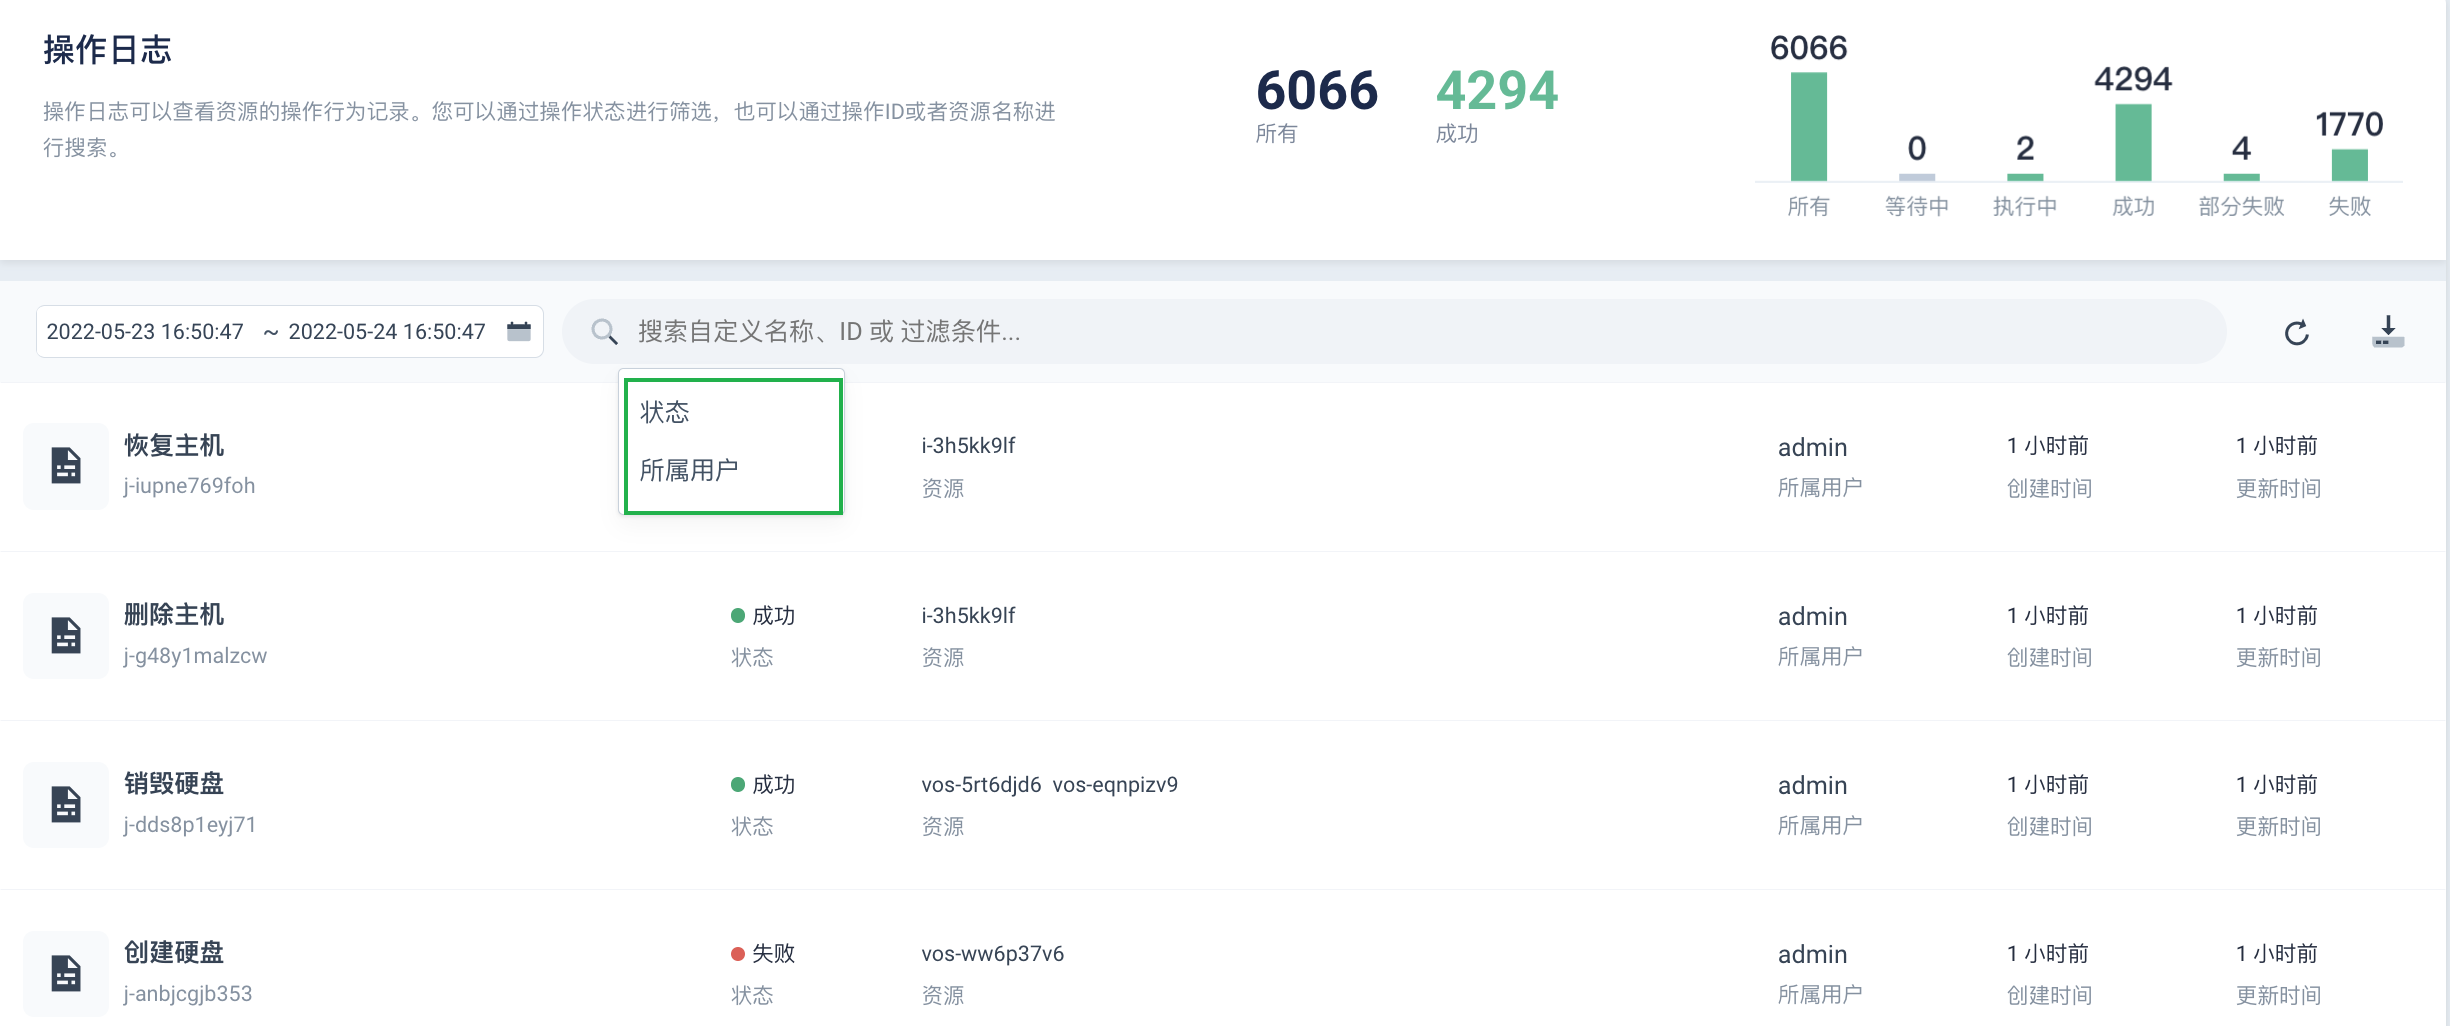 操作日志
操作日志可以查看资源的操作行为记录。您可以通过操作状态进行筛选，也可以通过操作ID或者资源名称进
行搜索。
6066
所有
4294
成功
6066
0
2
4294
4
1770
所有
等待中
执行中
成功
部分失败
失败
2022-05-23 16:50:47 ~ 2022-05-24 16:50:47
搜索自定义名称、ID 或 过滤条件...
状态
所属用户
恢复主机
j-iupne769foh
i-3h5kk9lf
资源
admin
所属用户
1 小时前
创建时间
1 小时前
更新时间
删除主机
j-g48y1malzcw
成功
状态
i-3h5kk9lf
资源
admin
所属用户
1 小时前
创建时间
1 小时前
更新时间
销毁硬盘
j-dds8p1eyj71
成功
状态
vos-5rt6djd6 vos-eqnpizv9
资源
admin
所属用户
1 小时前
创建时间
1 小时前
更新时间
创建硬盘
j-anbjcgjb353
失败
状态
vos-ww6p37v6
资源
admin
所属用户
1 小时前
创建时间
1 小时前
更新时间